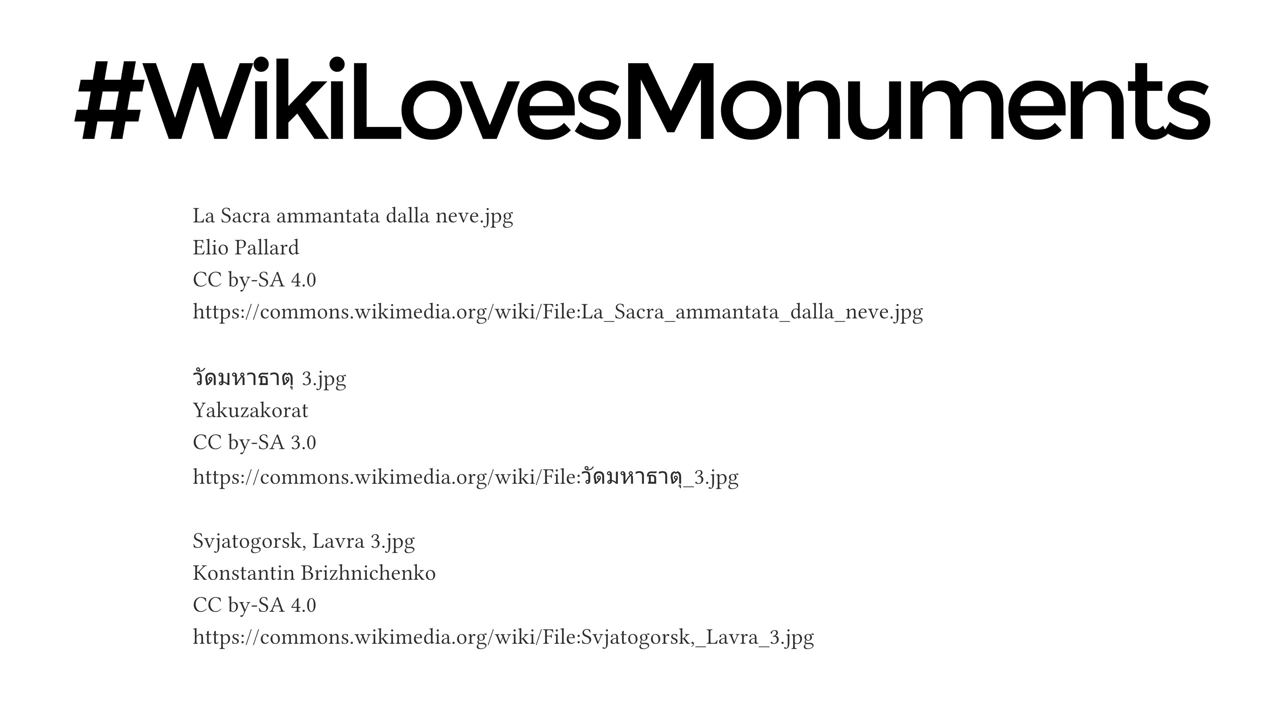 #WikiLovesMonuments
La Sacra ammantata dalla neve.jpg
Elio Pallard
CC by-SA 4.0
https://commons.wikimedia.org/wiki/File:La_Sacra_ammantata_dalla_neve.jpg
วัดมหาธาตุ 3.jpg
Yakuzakorat
CC by-SA 3.0
https://commons.wikimedia.org/wiki/File:วัดมหาธาตุ_3.jpg
Svjatogorsk, Lavra 3.jpg
Konstantin Brizhnichenko
CC by-SA 4.0
https://commons.wikimedia.org/wiki/File:Svjatogorsk,_Lavra_3.jpg